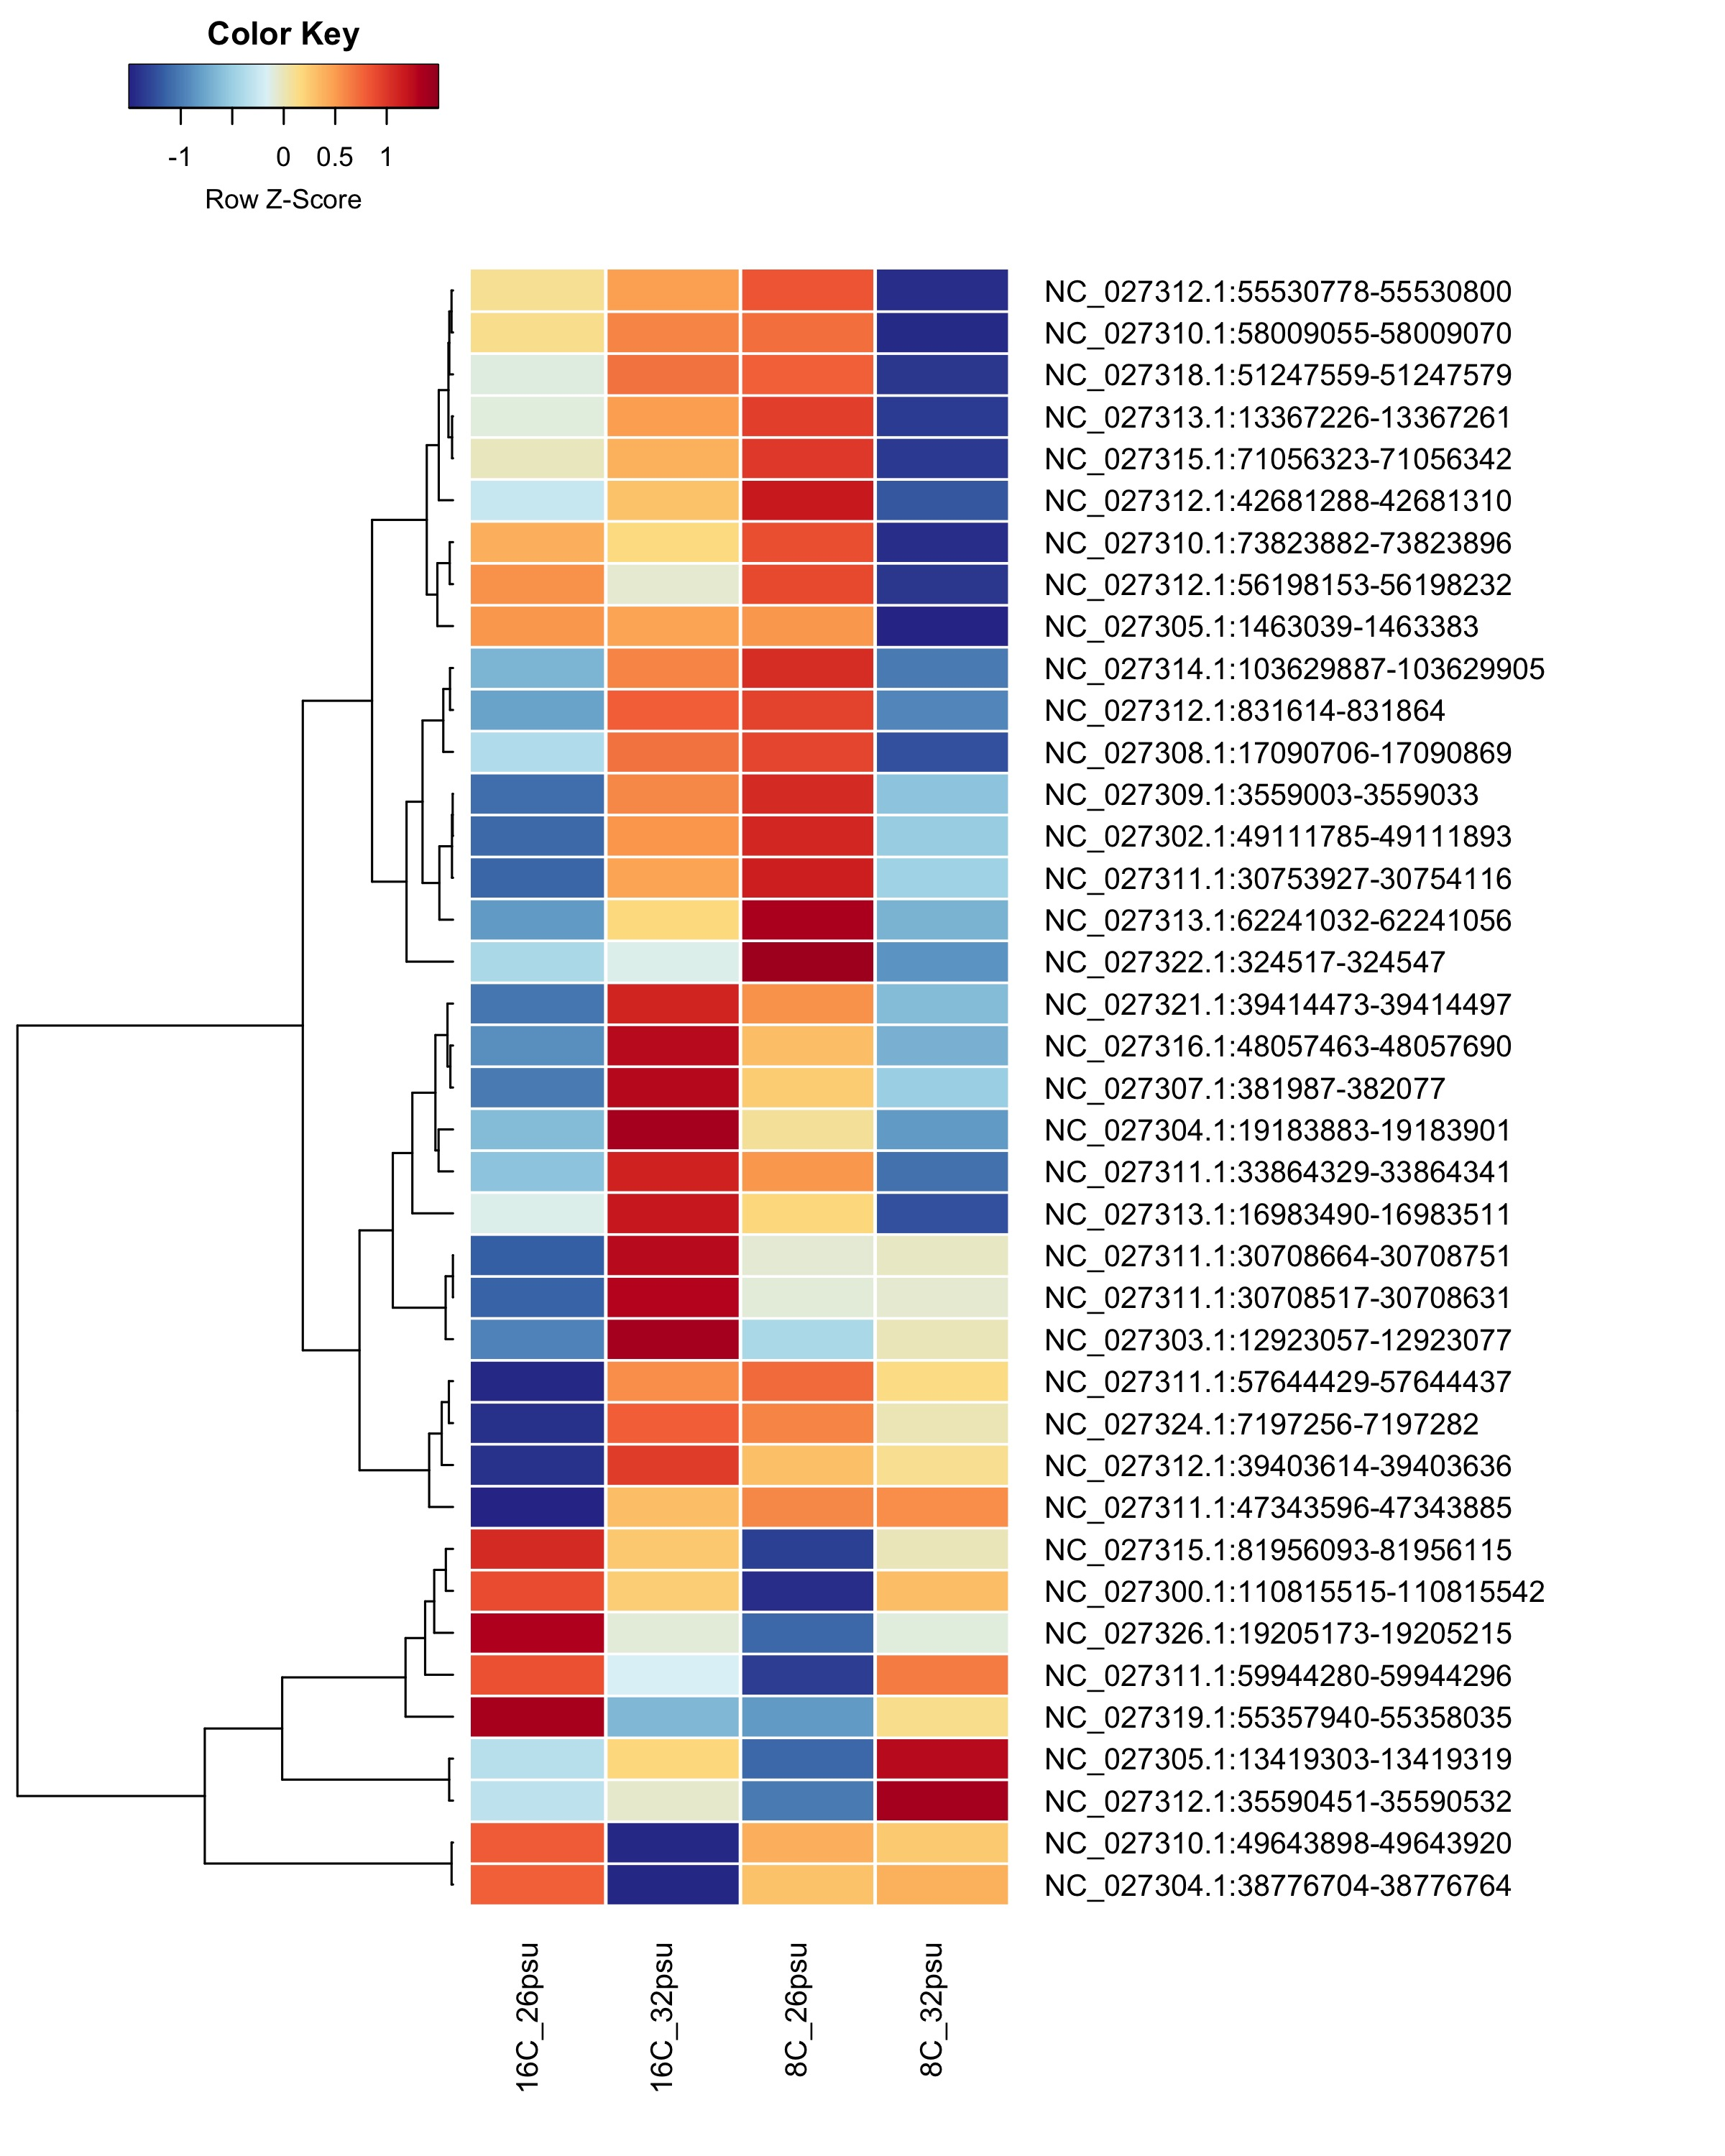 Color Key
-1 0 0.5 1
Row Z-Score
NC_027312.1:55530778-55530800
NC_027310.1:58009055-58009070
NC_027318.1:51247559-51247579
NC_027313.1:13367226-13367261
NC_027315.1:71056323-71056342
NC_027312.1:42681288-42681310
NC_027310.1:73823882-73823896
NC_027312.1:56198153-56198232
NC_027305.1:1463039-1463383
NC_027314.1:103629887-103629905
NC_027312.1:831614-831864
NC_027308.1:17090706-17090869
NC_027309.1:3559003-3559033
NC_027302.1:49111785-49111893
NC_027311.1:30753927-30754116
NC_027313.1:62241032-62241056
NC_027322.1:324517-324547
NC_027321.1:39414473-39414497
NC_027316.1:48057463-48057690
NC_027307.1:381987-382077
NC_027304.1:19183883-19183901
NC_027311.1:33864329-33864341
NC_027313.1:16983490-16983511
NC_027311.1:30708664-30708751
NC_027311.1:30708517-30708631
NC_027303.1:12923057-12923077
NC_027311.1:57644429-57644437
NC_027324.1:7197256-7197282
NC_027312.1:39403614-39403636
NC_027311.1:47343596-47343885
NC_027315.1:81956093-81956115
NC_027300.1:110815515-110815542
NC_027326.1:19205173-19205215
NC_027311.1:59944280-59944296
NC_027319.1:55357940-55358035
NC_027305.1:13419303-13419319
NC_027312.1:35590451-35590532
NC_027310.1:49643898-49643920
NC_027304.1:38776704-38776764
16C_26psu
16C_32psu
8C_26psu
8C_32psu